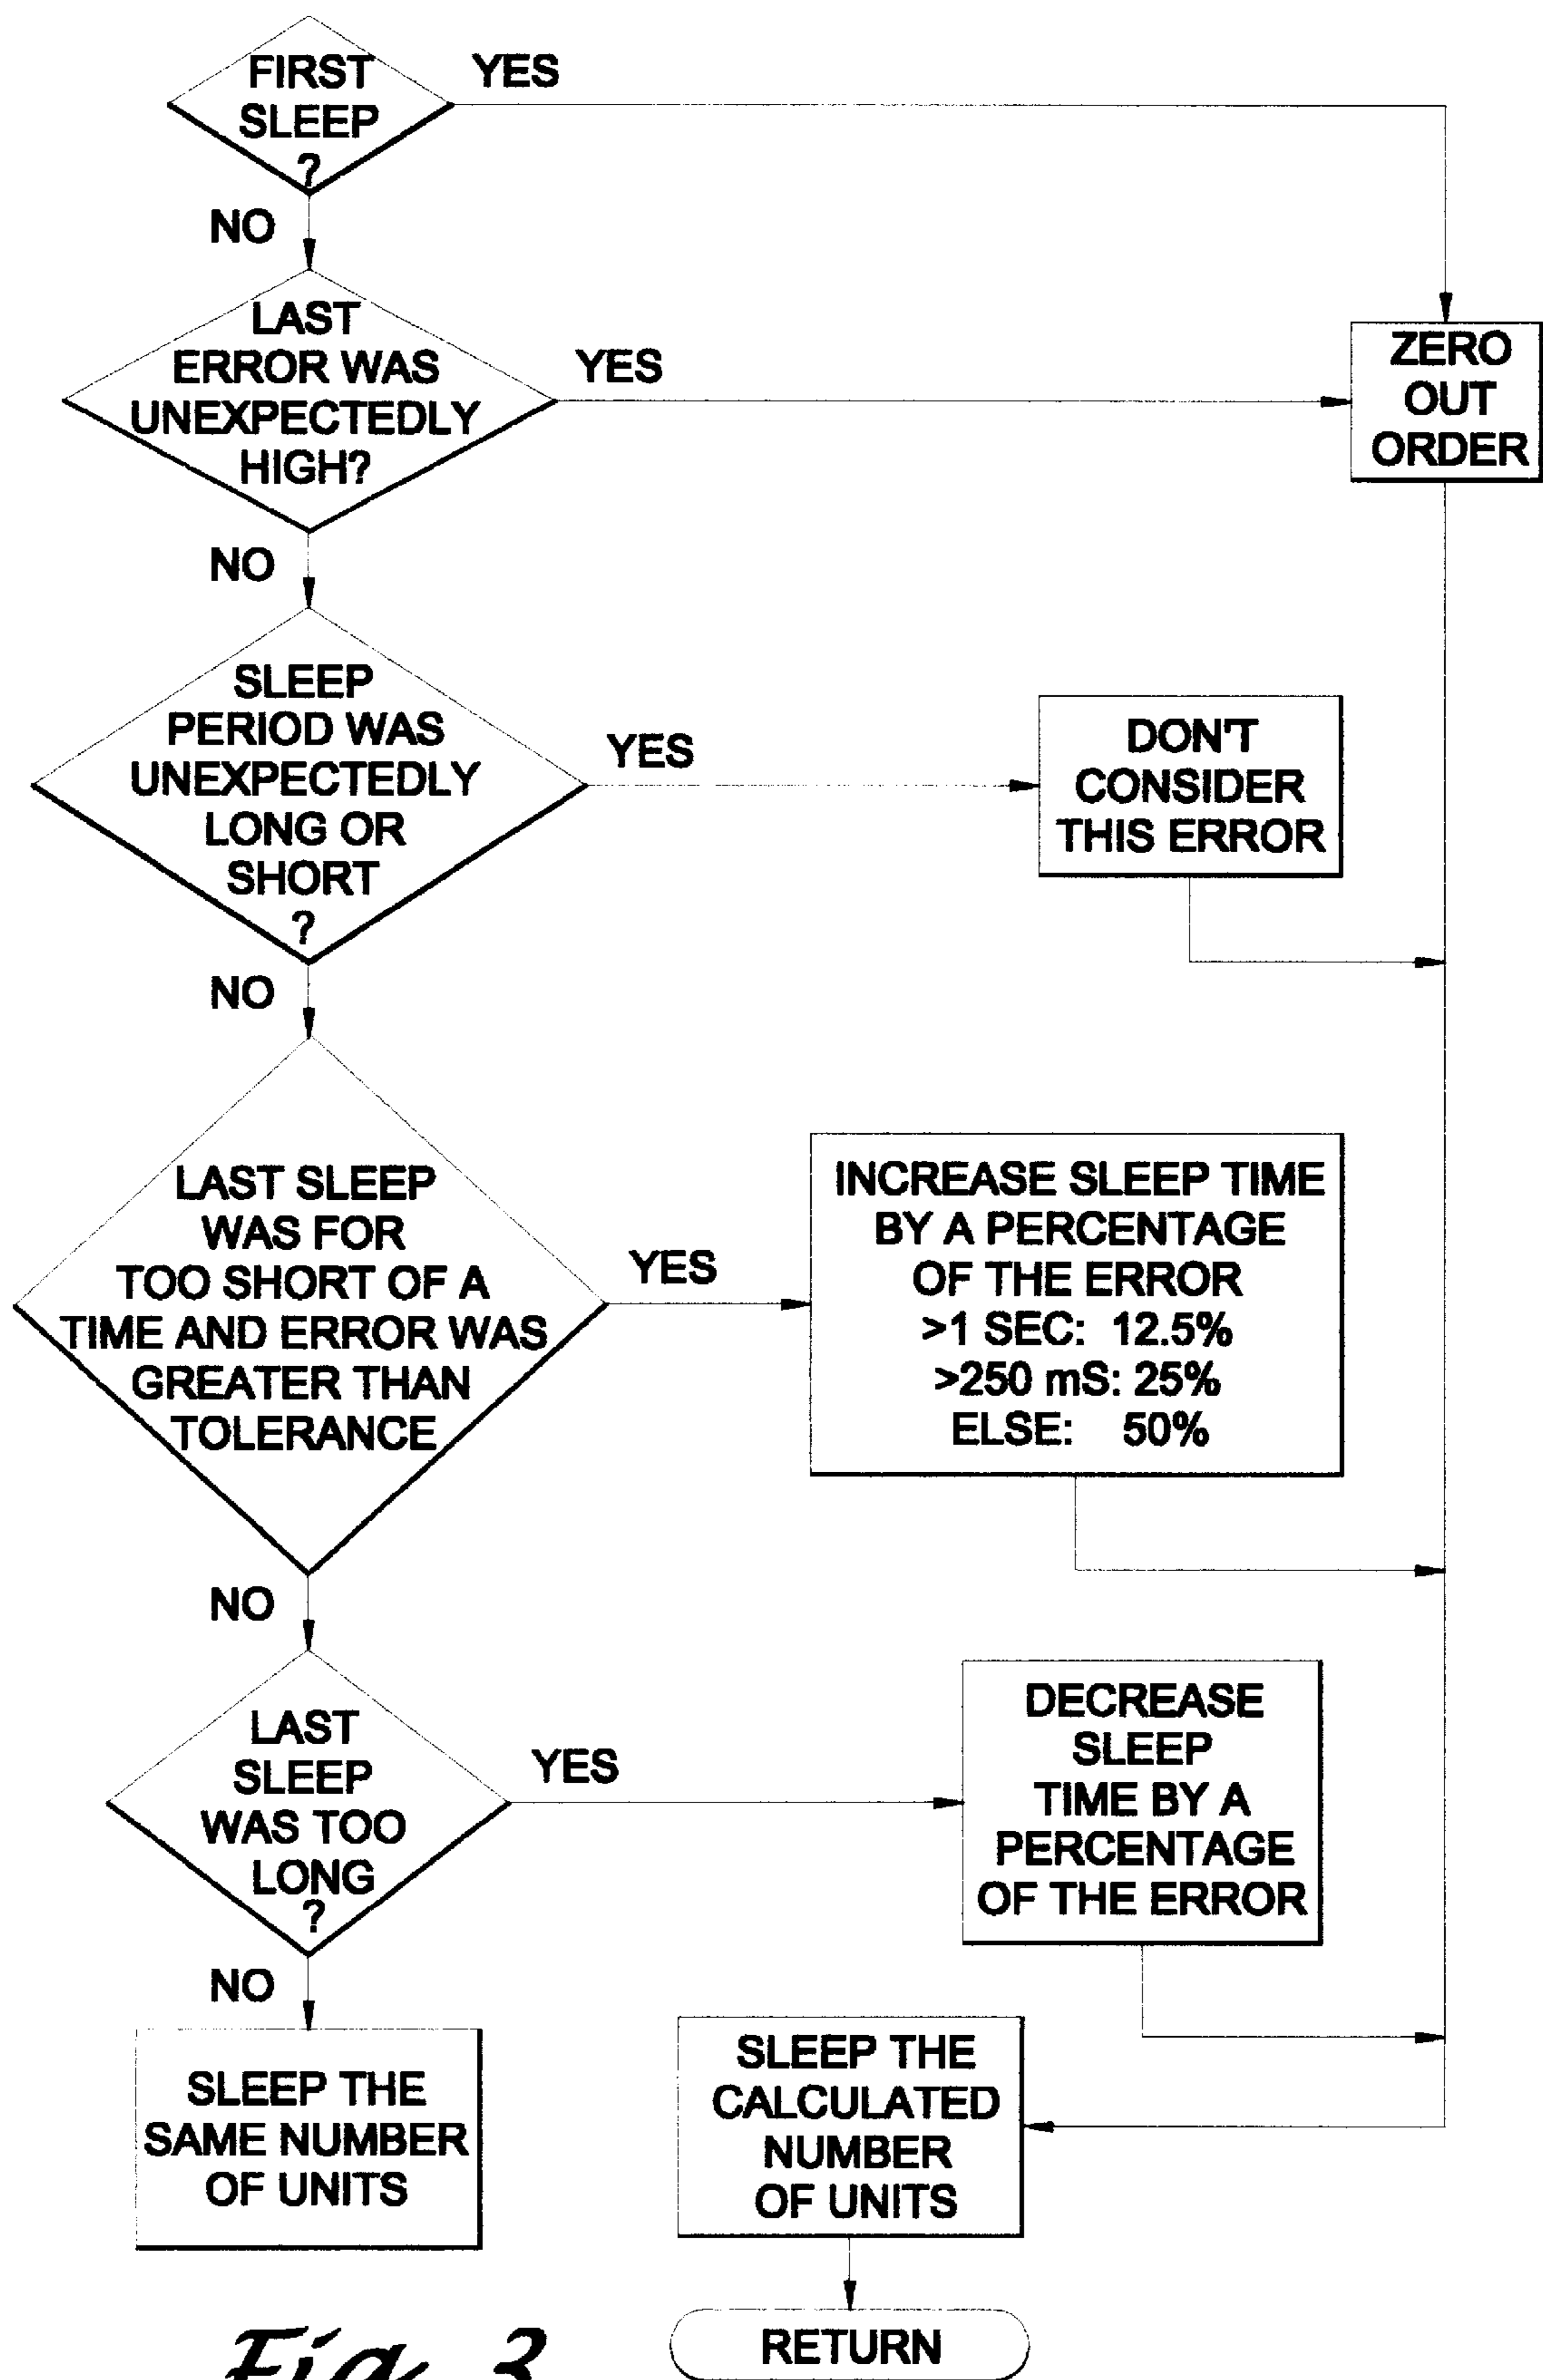 FIRST
SLEEP
?
YES
NO
LAST
ERROR WAS
UNEXPECTEDLY
HIGH?
YES
ZERO
OUT
ORDER
NO
SLEEP
PERIOD WAS
UNEXPECTEDLY
LONG OR
SHORT
?
YES
DON'T
CONSIDER
THIS ERROR
NO
LAST SLEEP
WAS FOR
TOO SHORT OF A
TIME AND ERROR WAS
GREATER THAN
TOLERANCE
YES
INCREASE SLEEP TIME
BY A PERCENTAGE
OF THE ERROR
>1 SEC: 12.5%
>250 mS: 25%
ELSE: 50%
NO
LAST
SLEEP
WAS TOO
LONG
?
YES
DECREASE
SLEEP
TIME BY A
PERCENTAGE
OF THE ERROR
NO
SLEEP THE
SAME NUMBER
OF UNITS
SLEEP THE
CALCULATED
NUMBER
OF UNITS
RETURN
Fig. 3